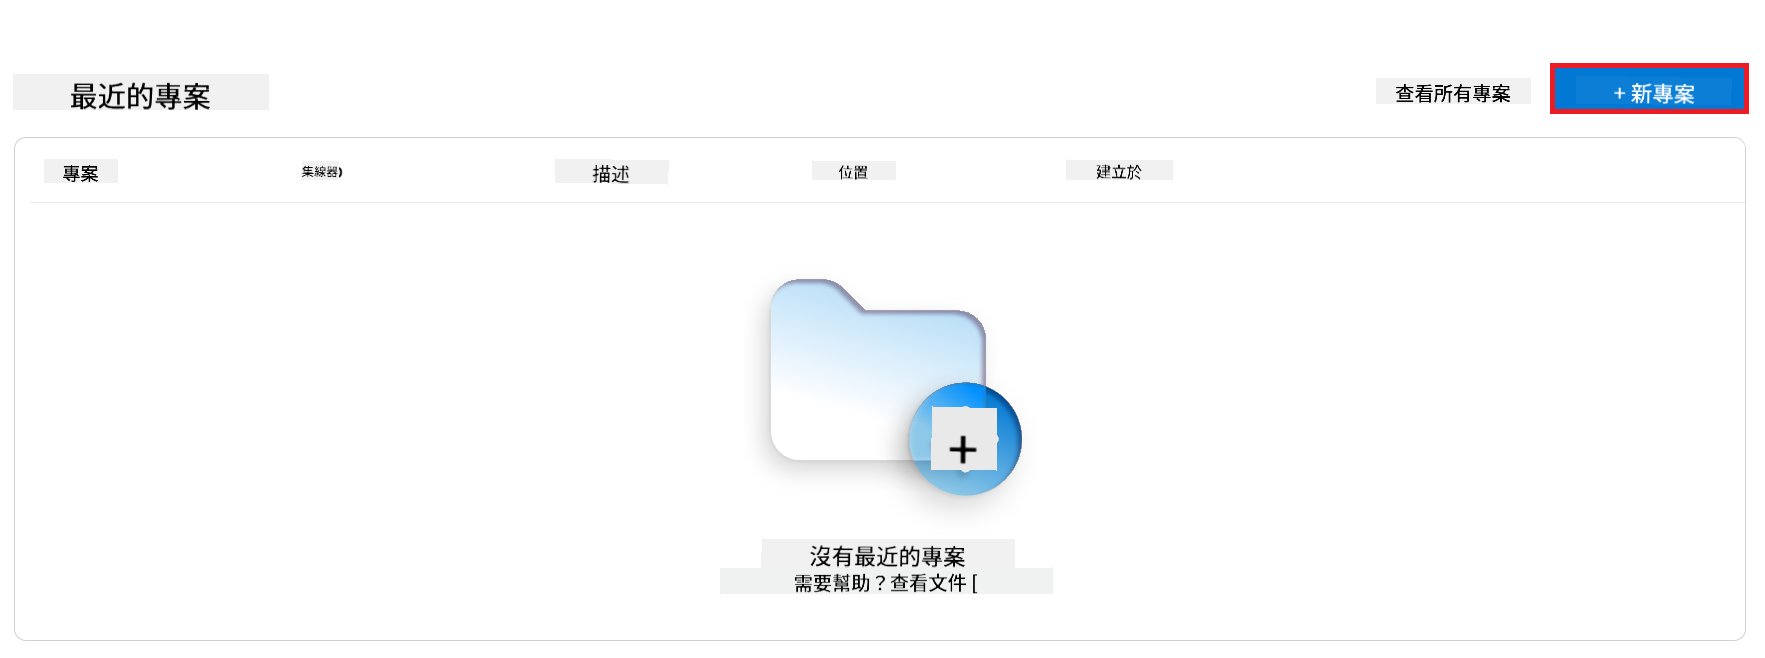 最近的專案
查看所有專案
+ 新專案
專案 集線器) 描述 位置 建立於
沒有最近的專案
需要幫助？查看文件 [